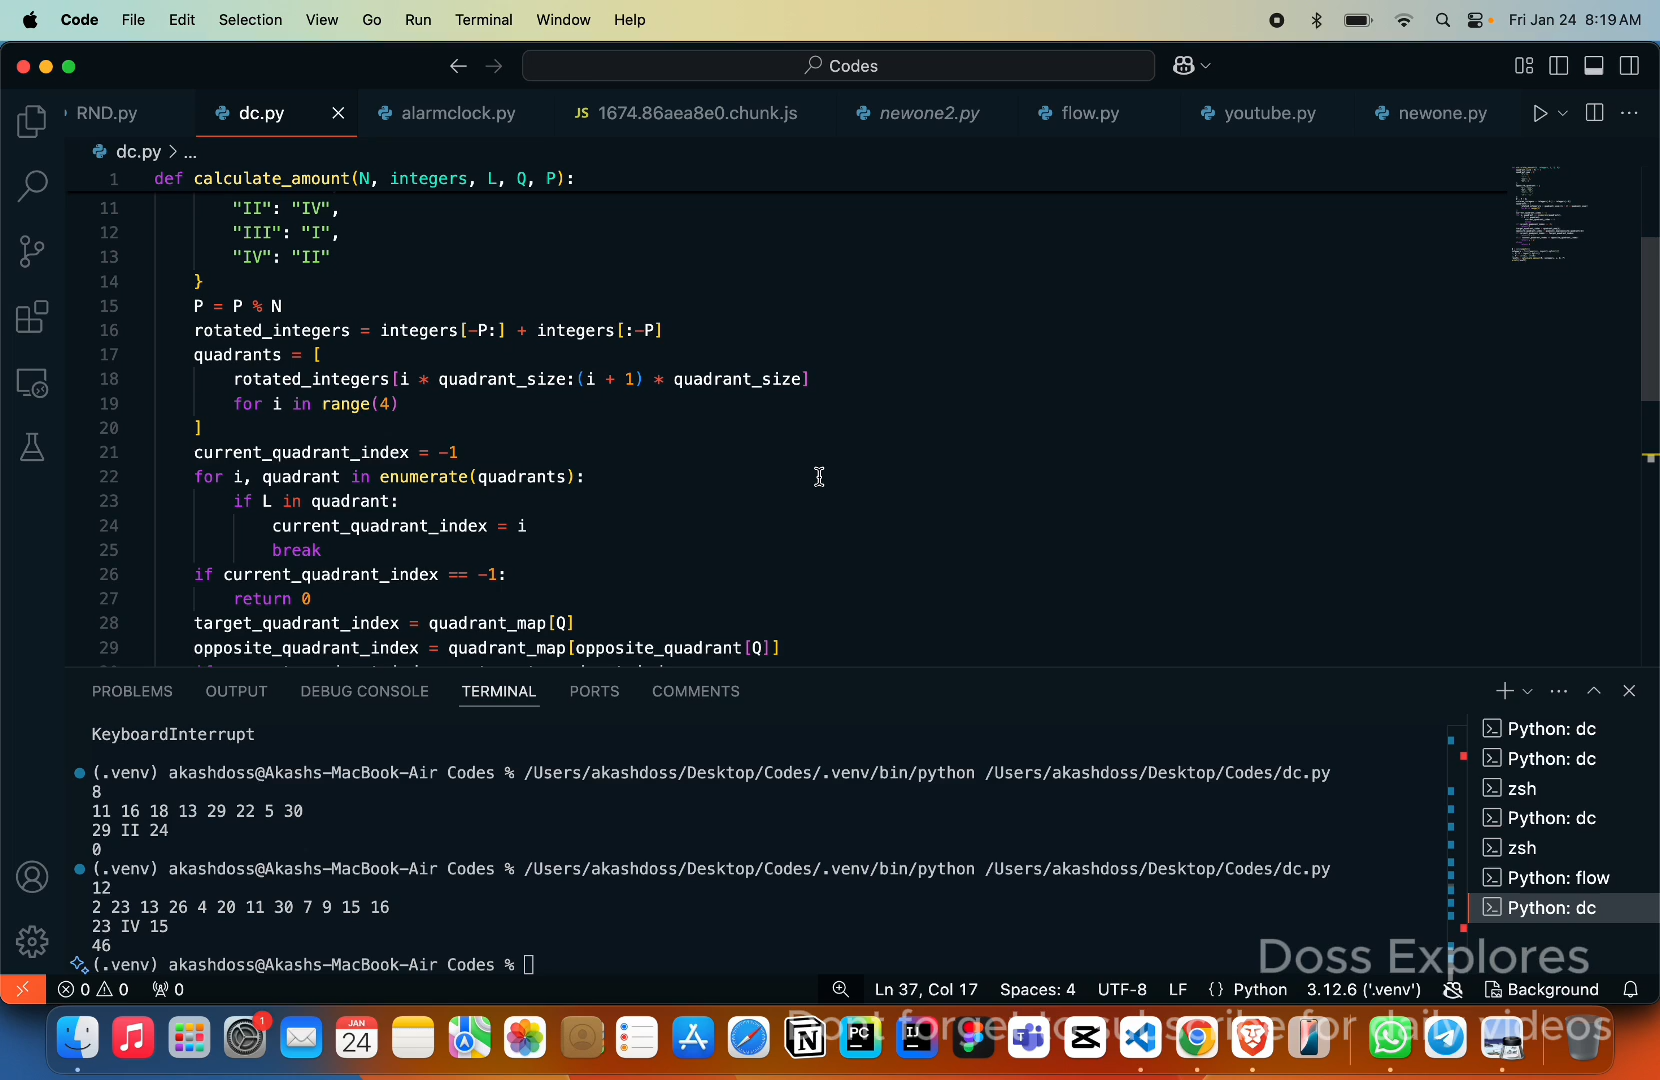 Code File Edit Selection View Go Run Terminal Window Help Fri Jan 24 8:19 AM
Codes
RND.py dc.py alarmclock.py JS 1674.86aea8e0.chunk.js newone2.py flow.py youtube.py newone.py
dc.py > ...
1 def calculate_amount(N, integers, L, Q, P):
11 "II": "IV",
12 "III": "I",
13 "IV": "II"
14 }
15 P = P % N
16 rotated_integers = integers[-P:] + integers[:-P]
17 quadrants = [
18 rotated_integers[i * quadrant_size:(i + 1) * quadrant_size]
19 for i in range(4)
20 ]
21 current_quadrant_index = -1
22 for i, quadrant in enumerate(quadrants):
23 if L in quadrant:
24 current_quadrant_index = i
25 break
26 if current_quadrant_index == -1:
27 return 0
28 target_quadrant_index = quadrant_map[Q]
29 opposite_quadrant_index = quadrant_map[opposite_quadrant[Q]]
PROBLEMS OUTPUT DEBUG CONSOLE TERMINAL PORTS COMMENTS
KeyboardInterrupt
(.venv) akashdoss@Akashs-MacBook-Air Codes % /Users/akashdoss/Desktop/Codes/.venv/bin/python /Users/akashdoss/Desktop/Codes/dc.py
8
11 16 18 13 29 22 5 30
29 II 24
0
(.venv) akashdoss@Akashs-MacBook-Air Codes % /Users/akashdoss/Desktop/Codes/.venv/bin/python /Users/akashdoss/Desktop/Codes/dc.py
12
2 23 13 26 4 20 11 30 7 9 15 16
23 IV 15
46
(.venv) akashdoss@Akashs-MacBook-Air Codes %
Python: dc
Python: dc
zsh
Python: dc
zsh
Python: flow
Python: dc
Doss Explores
0 0 0 Ln 37, Col 17 Spaces: 4 UTF-8 LF {} Python 3.12.6 ('.venv') Background
Dont forget to subscribe for daily videos
1
JAN
24
PC
IJ